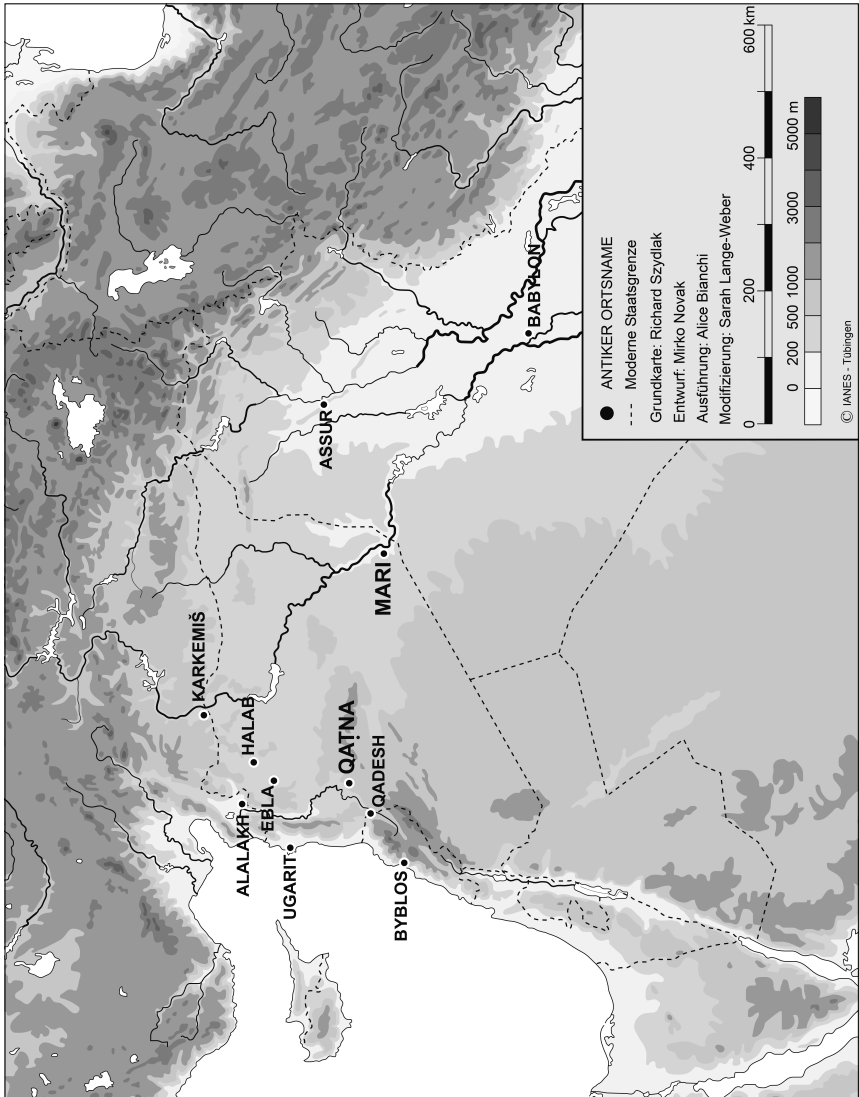 KARKEMIŠ
ALALAKH
HALAB
EBLA
UGARIT
QATNA
QADESH
BYBLOS
MARI
ASSUR
BABYLON
ANTIKER ORTSNAME
Moderne Staatsgrenze
Grundkarte: Richard Szydlak
Entwurf: Mirko Novak
Ausführung: Alice Bianchi
Modifizierung: Sarah Lange-Weber
0 200 400 600 km
0 200 500 1000 3000 5000 m
© IANES - Tübingen